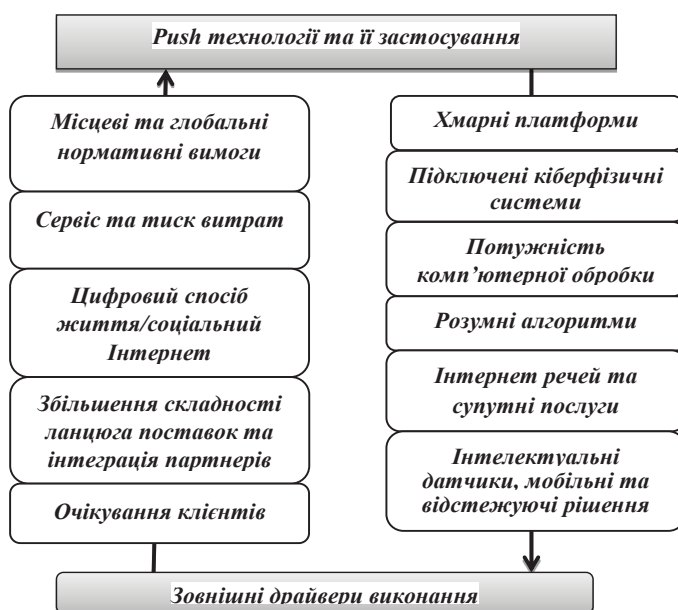 Push технології та її застосування
Місцеві та глобальні
нормативні вимоги
Сервіс та тиск витрат
Цифровий спосіб
життя/соціальний
Інтернет
Збільшення складності
ланцюга поставок та
інтеграція партнерів
Очікування клієнтів
Хмарні платформи
Підключені кіберфізичні
системи
Потужність
комп’ютерної обробки
Розумні алгоритми
Інтернет речей та
супутні послуги
Інтелектуальні
датчики, мобільні та
відстежуючі рішення
Зовнішні драйвери виконання